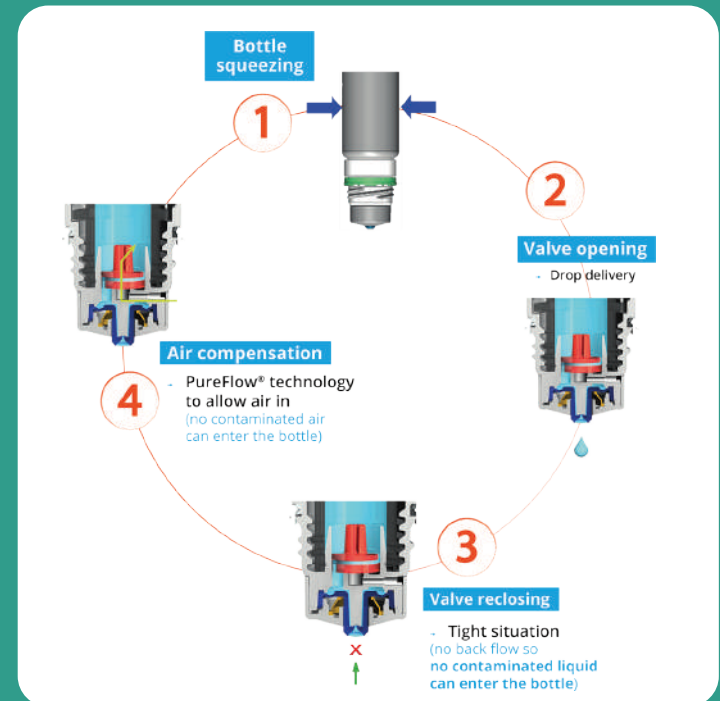 Bottle
squeezing
1
2
Valve opening
- Drop delivery
3
Valve reclosing
- Tight situation
(no back flow so
no contaminated liquid
can enter the bottle)
X
4
Air compensation
- PureFlow® technology
to allow air in
(no contaminated air
can enter the bottle)